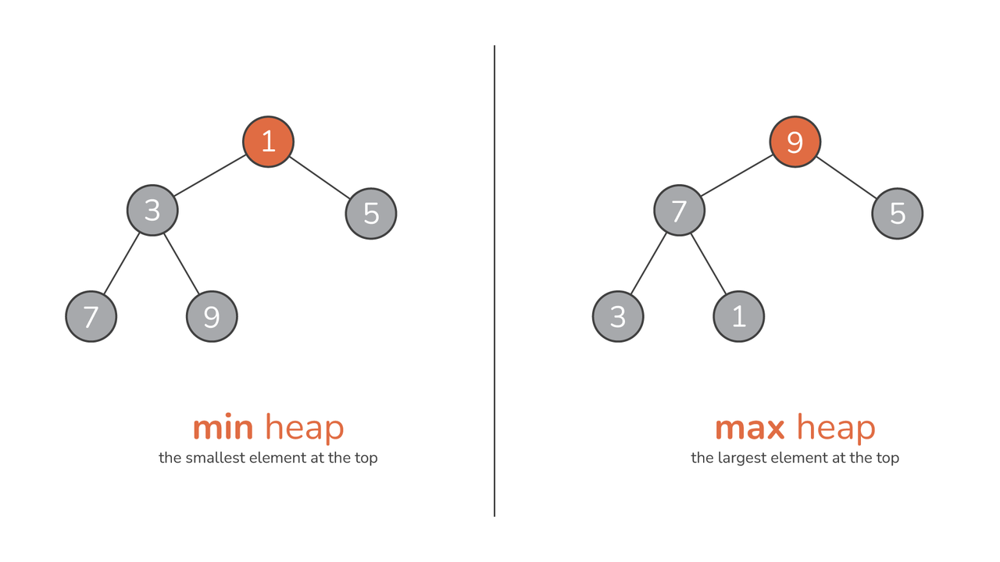 1
3
5
7
9
min heap
the smallest element at the top
9
7
5
3
1
max heap
the largest element at the top